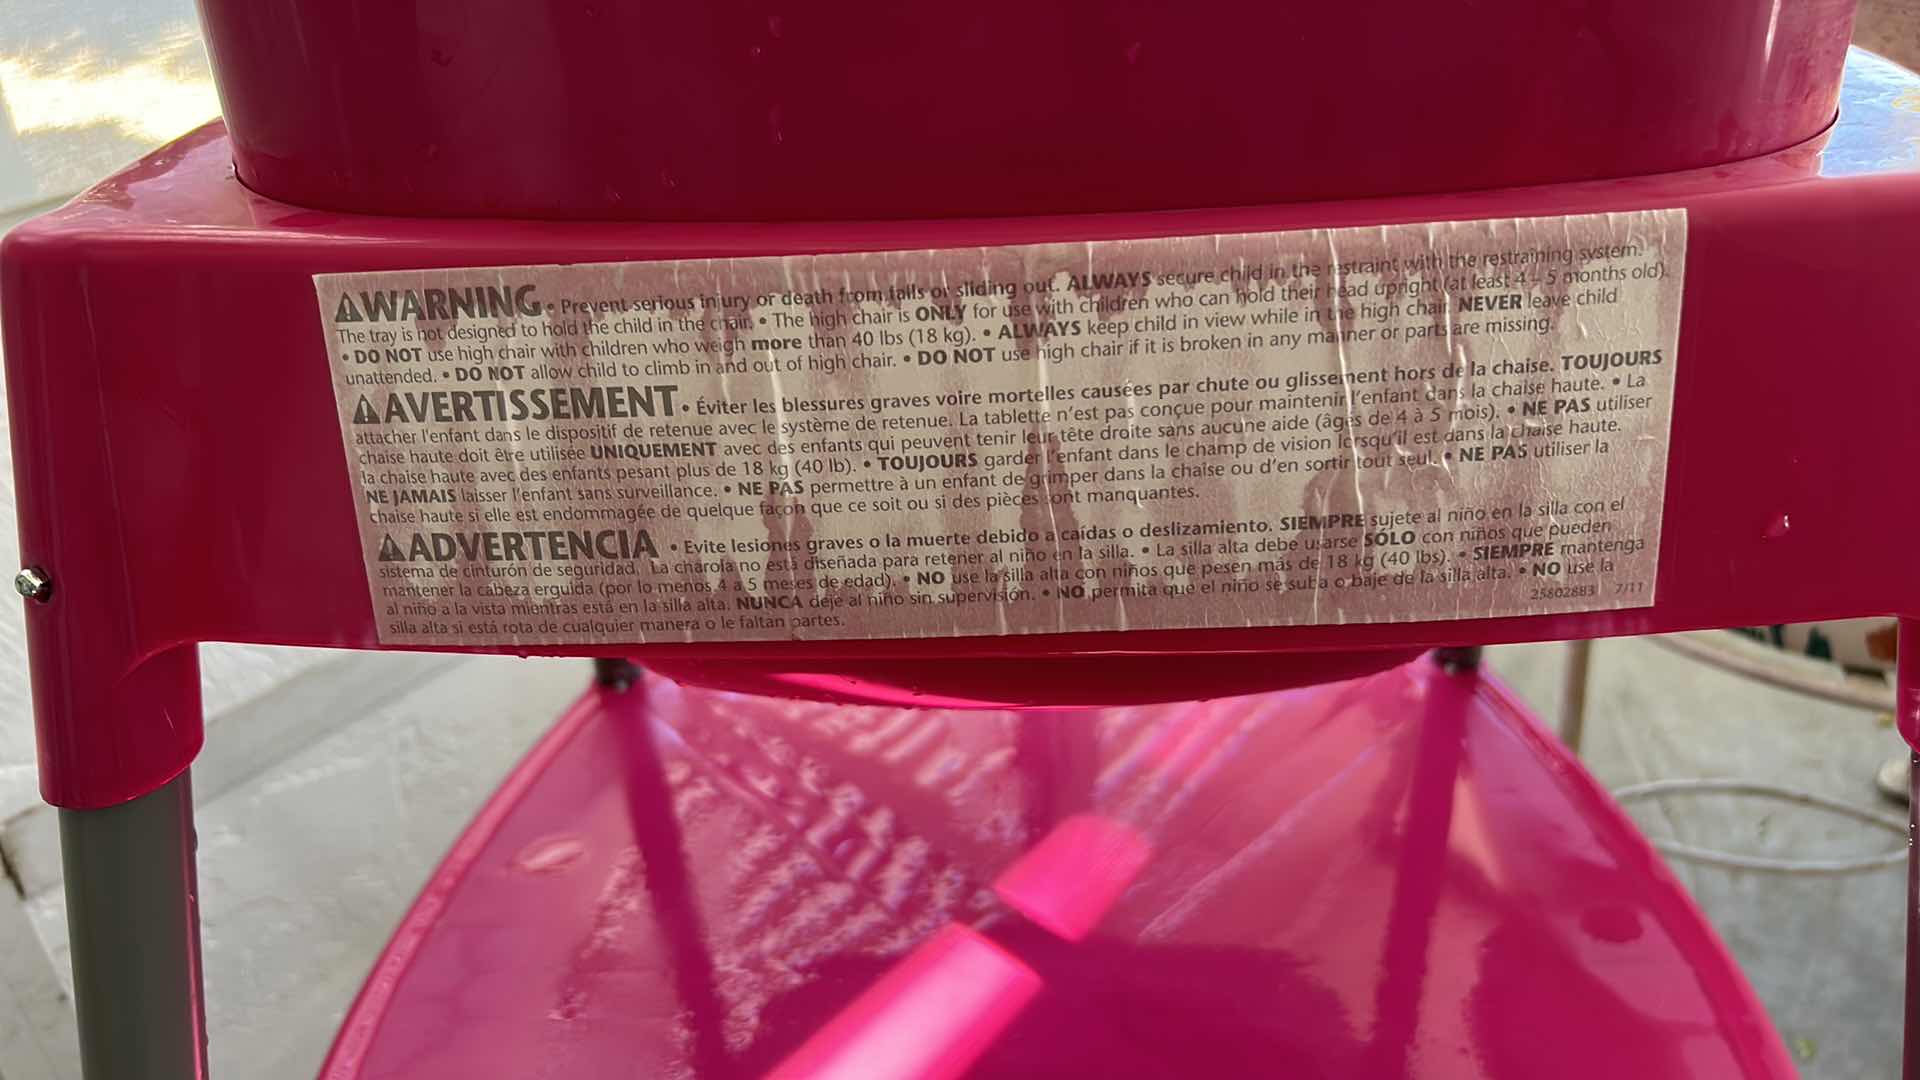 ⚠WARNING • Prevent serious injury or death from falls or sliding out. ALWAYS secure child in the restraint with the restraining system.
The tray is not designed to hold the child in the chair. • The high chair is ONLY for use with children who can hold their head upright (at least 4 – 5 months old).
• DO NOT use high chair with children who weigh more than 40 lbs (18 kg). • ALWAYS keep child in view while in the high chair. NEVER leave child
unattended. • DO NOT allow child to climb in and out of high chair. • DO NOT use high chair if it is broken in any manner or parts are missing.
⚠AVERTISSEMENT • Éviter les blessures graves voire mortelles causées par chute ou glissement hors de la chaise. TOUJOURS
attacher l'enfant dans le dispositif de retenue avec le système de retenue. La tablette n'est pas conçue pour maintenir l'enfant dans la chaise haute. • La
chaise haute doit être utilisée UNIQUEMENT avec des enfants qui peuvent tenir leur tête droite sans aucune aide (âgés de 4 à 5 mois). • NE PAS utiliser
la chaise haute avec des enfants pesant plus de 18 kg (40 lb). • TOUJOURS garder l'enfant dans le champ de vision lorsqu'il est dans la chaise haute.
NE JAMAIS laisser l'enfant sans surveillance. • NE PAS permettre à un enfant de grimper dans la chaise ou d'en sortir tout seul. • NE PAS utiliser la
chaise haute si elle est endommagée de quelque façon que ce soit ou si des pièces sont manquantes.
⚠ADVERTENCIA • Evite lesiones graves o la muerte debido a caídas o deslizamiento. SIEMPRE sujete al niño en la silla con el
sistema de cinturón de seguridad. La charola no está diseñada para retener al niño en la silla. • La silla alta debe usarse SÓLO con niños que pueden
mantener la cabeza erguida (por lo menos 4 a 5 meses de edad). • NO use la silla alta con niños que pesen más de 18 kg (40 lbs). • SIEMPRE mantenga
al niño a la vista mientras está en la silla alta. NUNCA deje al niño sin supervisión. • NO permita que el niño se suba o baje de la silla alta. • NO use la
silla alta si está rota de cualquier manera o le faltan partes.
25802883 7/11